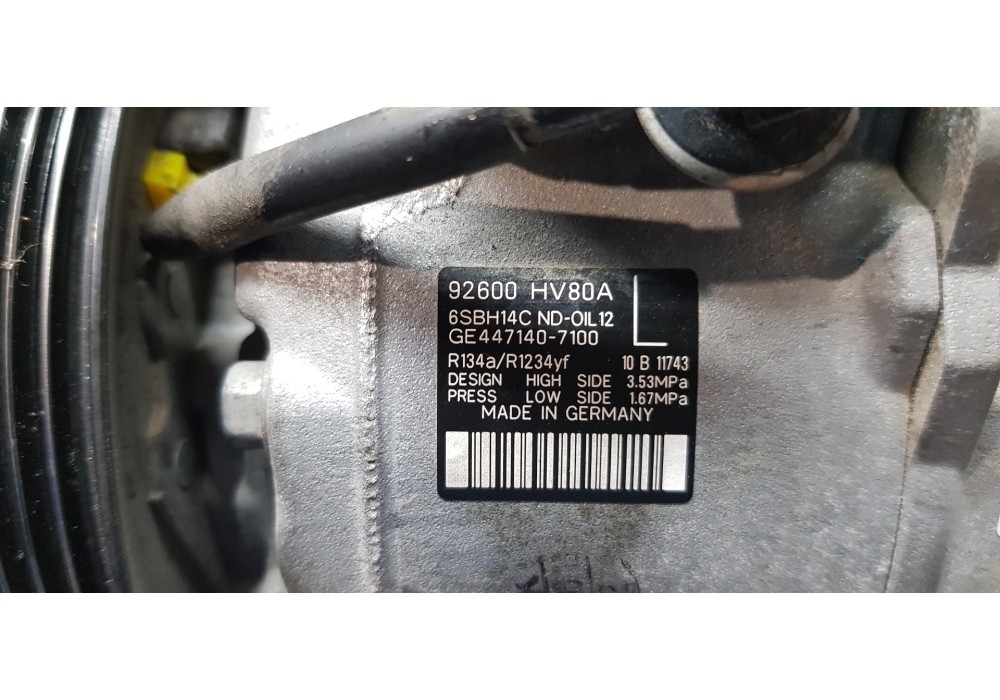 92600 HV80A
L
6SBH14C ND-OIL12
GE447140-7100
R134a/R1234yf 10 B 11743
DESIGN HIGH SIDE 3.53MPa
PRESS LOW SIDE 1.67MPa
MADE IN GERMANY